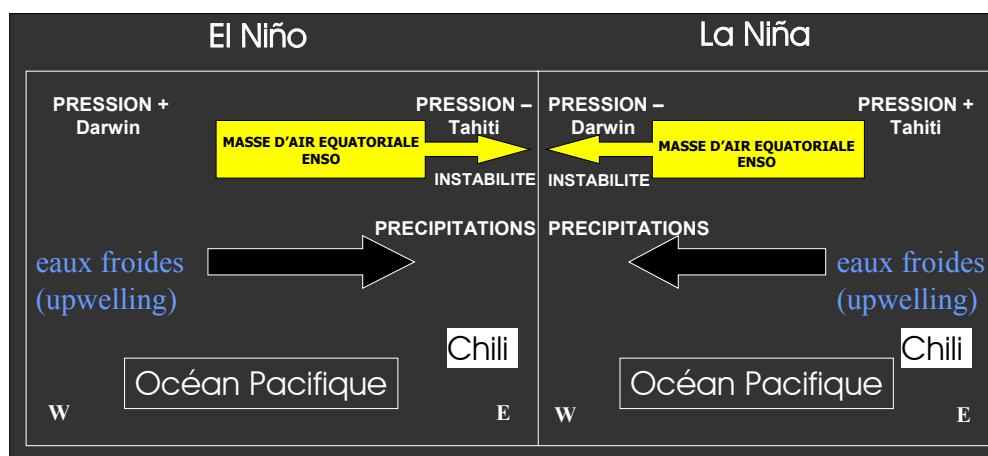 El Niño
La Niña
PRESSION +
Darwin
PRESSION –
Tahiti
MASSE D'AIR EQUATORIALE
ENSO
INSTABILITE
PRECIPITATIONS
eaux froides
(upwelling)
Chili
Océan Pacifique
W
E
PRESSION –
Darwin
PRESSION +
Tahiti
MASSE D'AIR EQUATORIALE
ENSO
INSTABILITE
PRECIPITATIONS
eaux froides
(upwelling)
Chili
Océan Pacifique
W
E